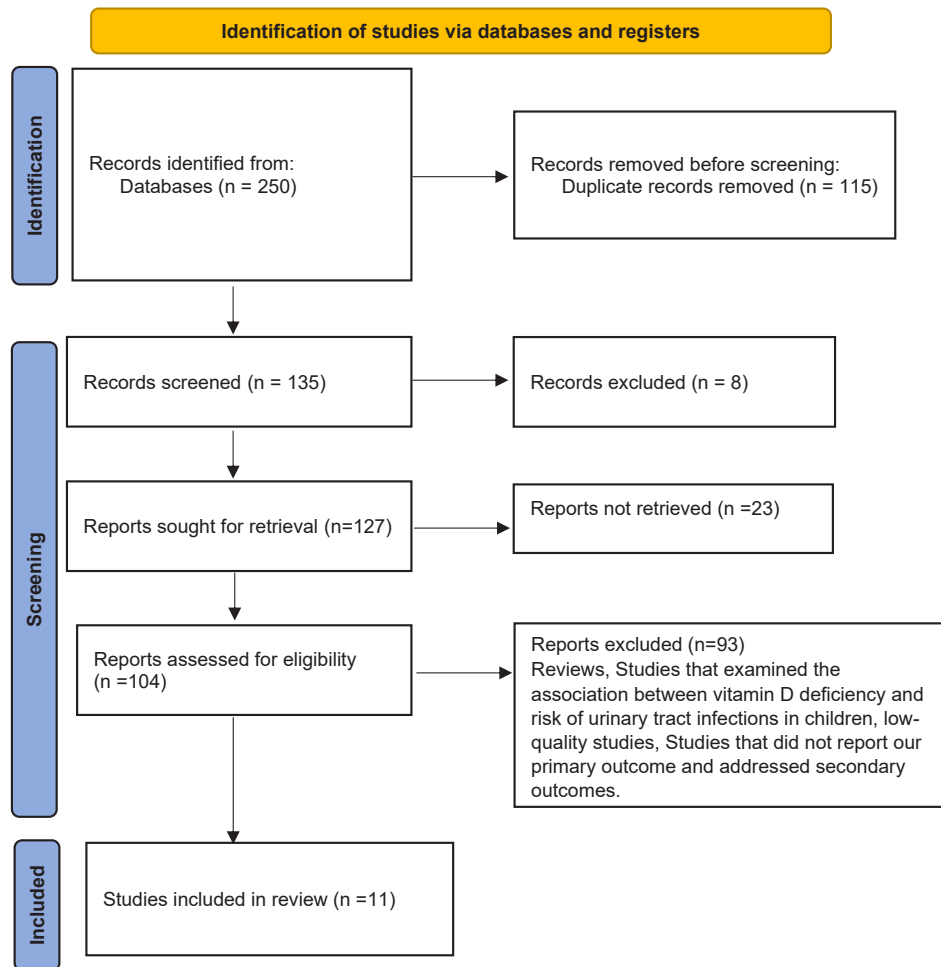 Identification of studies via databases and registers
Identification
Records identified from:
Databases (n = 250)
Records removed before screening:
Duplicate records removed (n = 115)
Screening
Records screened (n = 135)
Records excluded (n = 8)
Reports sought for retrieval (n=127)
Reports not retrieved (n =23)
Reports assessed for eligibility
(n =104)
Reports excluded (n=93)
Reviews, Studies that examined the
association between vitamin D deficiency and
risk of urinary tract infections in children, low-
quality studies, Studies that did not report our
primary outcome and addressed secondary
outcomes.
Included
Studies included in review (n =11)